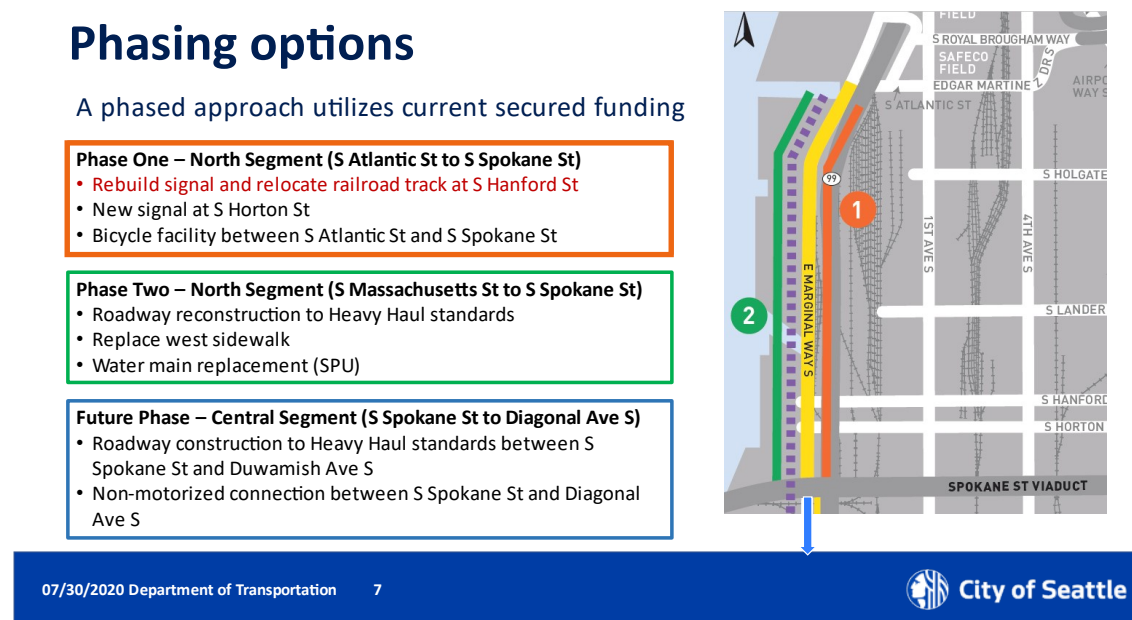 Phasing options
A phased approach utilizes current secured funding
Phase One – North Segment (S Atlantic St to S Spokane St)
• Rebuild signal and relocate railroad track at S Hanford St
• New signal at S Horton St
• Bicycle facility between S Atlantic St and S Spokane St
Phase Two – North Segment (S Massachusetts St to S Spokane St)
• Roadway reconstruction to Heavy Haul standards
• Replace west sidewalk
• Water main replacement (SPU)
Future Phase – Central Segment (S Spokane St to Diagonal Ave S)
• Roadway construction to Heavy Haul standards between S
Spokane St and Duwamish Ave S
• Non-motorized connection between S Spokane St and Diagonal
Ave S
FIELD
S ROYAL BROUGHAM WAY
SAFECO
FIELD
EDGAR MARTINE
Z DR S
AIRPO
WAY S
S ATLANTIC ST
99
S HOLGATE
1
1ST AVE S
4TH AVE S
E MARGINAL WAY S
2
S LANDER
S HANFORD
S HORTON
SPOKANE ST VIADUCT
07/30/2020 Department of Transportation 7
City of Seattle